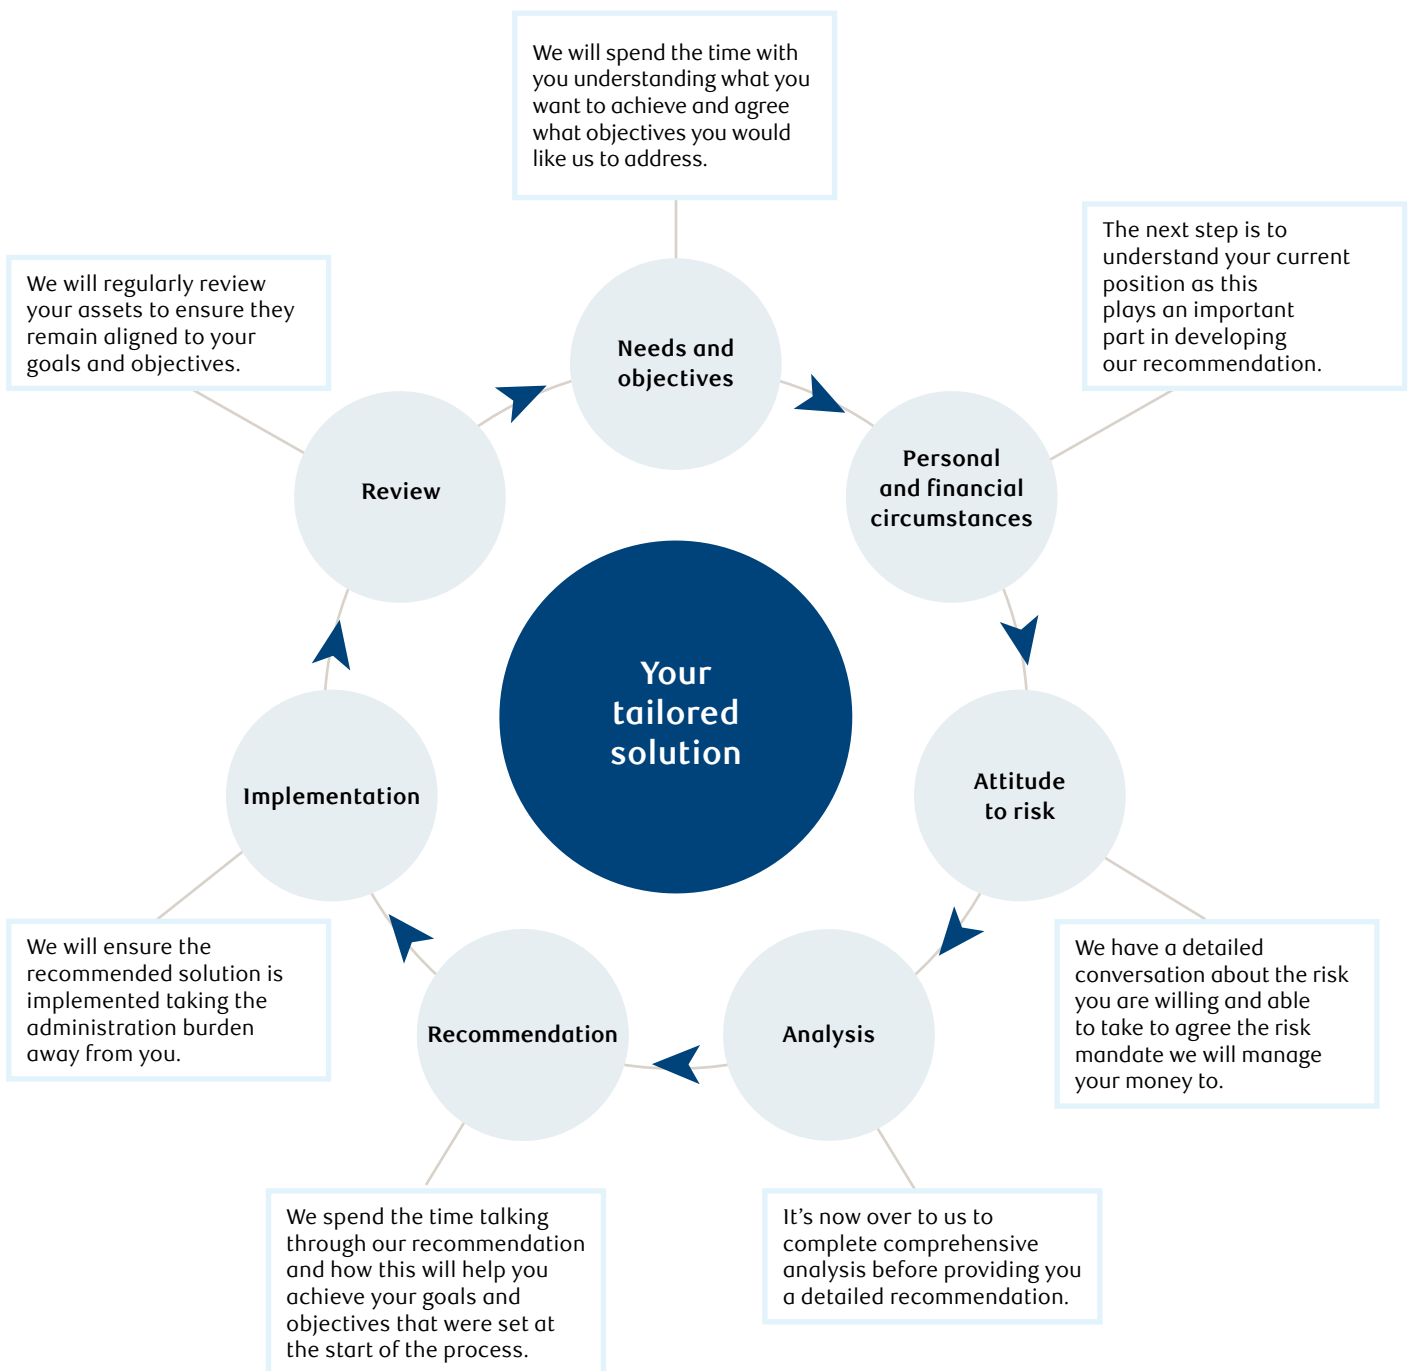 We will spend the time with
you understanding what you
want to achieve and agree
what objectives you would
like us to address.
The next step is to
understand your current
position as this
plays an important
part in developing
our recommendation.
We will regularly review
your assets to ensure they
remain aligned to your
goals and objectives.
Needs and
objectives
Personal
and financial
circumstances
Review
Your
tailored
solution
Attitude
to risk
Implementation
We have a detailed
conversation about the risk
you are willing and able
to take to agree the risk
mandate we will manage
your money to.
We will ensure the
recommended solution is
implemented taking the
administration burden
away from you.
Analysis
Recommendation
It's now over to us to
complete comprehensive
analysis before providing you
a detailed recommendation.
We spend the time talking
through our recommendation
and how this will help you
achieve your goals and
objectives that were set at
the start of the process.